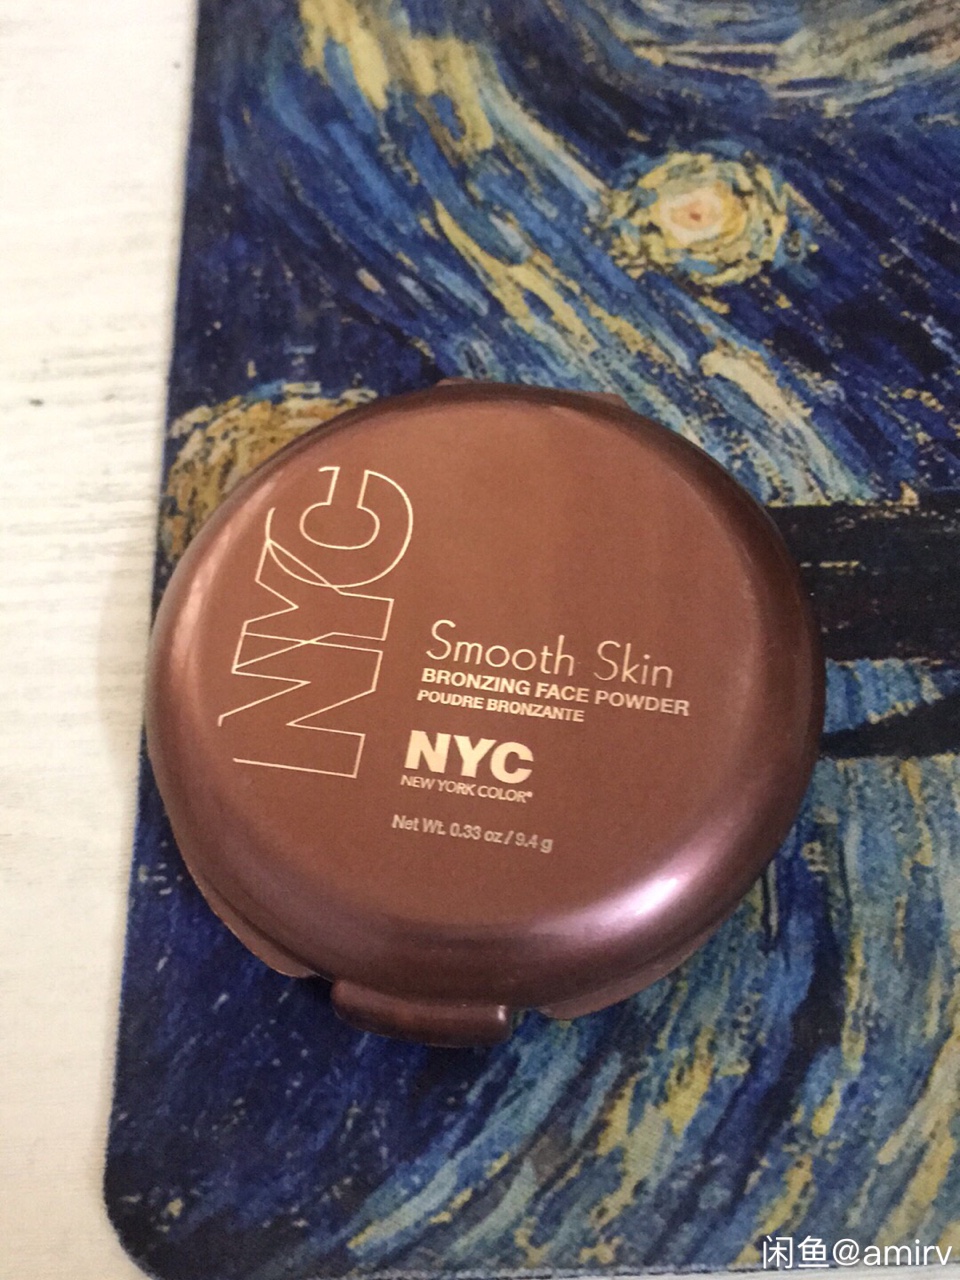 NYC
Smooth Skin
BRONZING FACE POWDER
POUDRE BRONZANTE
NYC
NEW YORK COLOR®
Net Wt. 0.33 oz / 9.4 g
闲鱼@amirv